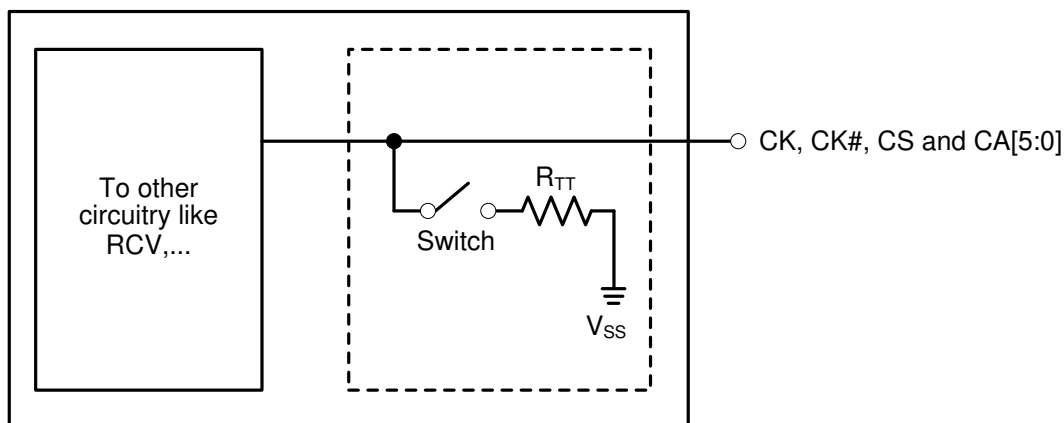 To other
circuitry like
RCV,...
CK, CK#, CS and CA[5:0]
R_TT
Switch
V_SS